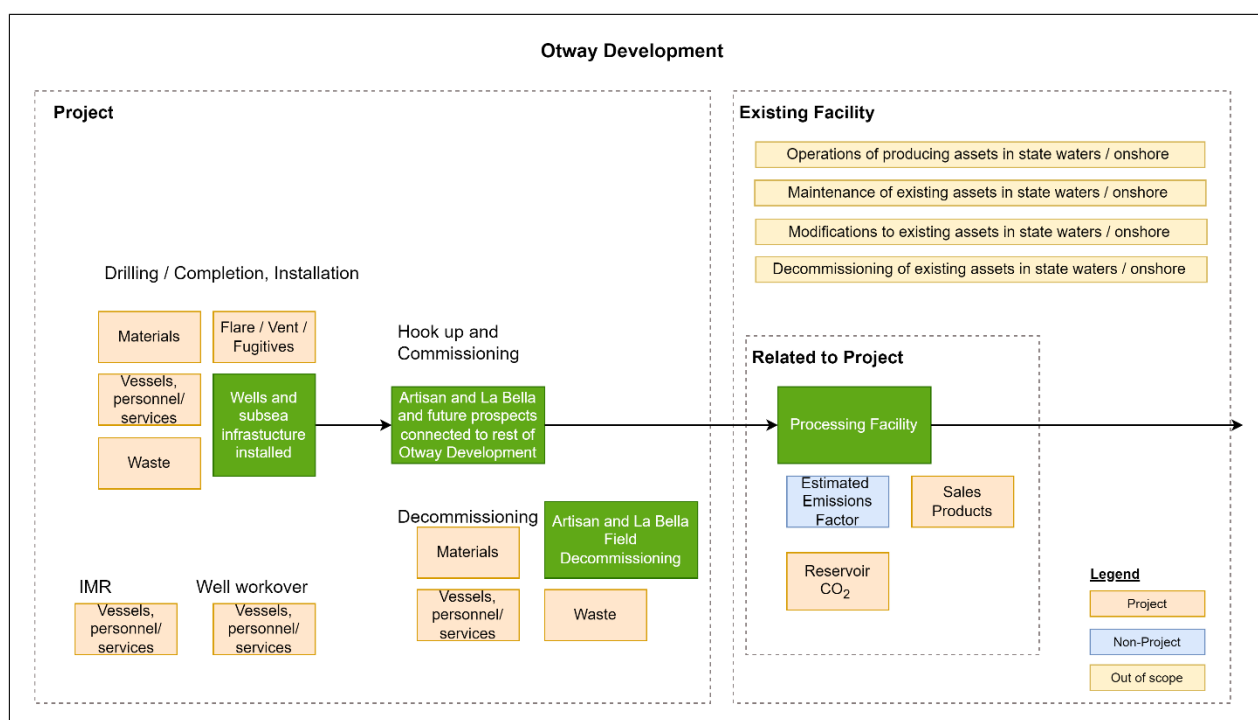 Otway Development
Project
Drilling / Completion, Installation
Materials
Flare / Vent /
Fugitives
Vessels,
personnel/
services
Wells and
subsea
infrastucture
installed
Waste
Hook up and
Commissioning
Artisan and La Bella
and future prospects
connected to rest of
Otway Development
Decommissioning
Materials
Artisan and La Bella
Field
Decommissioning
Vessels,
personnel/
services
Waste
IMR
Vessels,
personnel/
services
Well workover
Vessels,
personnel/
services
Existing Facility
Operations of producing assets in state waters / onshore
Maintenance of existing assets in state waters / onshore
Modifications to existing assets in state waters / onshore
Decommissioning of existing assets in state waters / onshore
Related to Project
Processing Facility
Estimated
Emissions
Factor
Sales
Products
Reservoir
CO2
Legend
Project
Non-Project
Out of scope